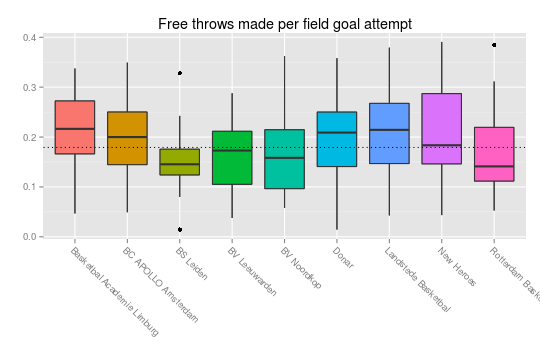 Free throws made per field goal attempt
0.4
0.3
0.2
0.1
0.0
Basketbal Academie Limburg
BC APOLLO Amsterdam
BS Leiden
BV Leeuwarden
BV Noordkop
Donar
Landstede Basketbal
New Heroes
Rotterdam